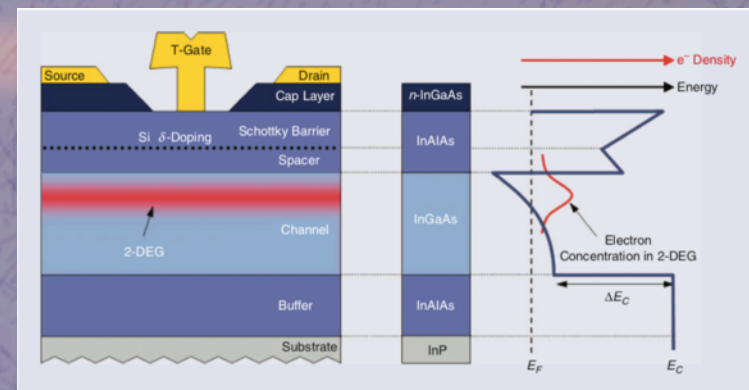 T-Gate
Source
Drain
Cap Layer
Si δ-Doping
Schottky Barrier
Spacer
2-DEG
Channel
Buffer
Substrate
n-InGaAs
InAlAs
InGaAs
InAlAs
InP
e⁻ Density
Energy
Electron
Concentration in 2-DEG
ΔE_C
E_F
E_C